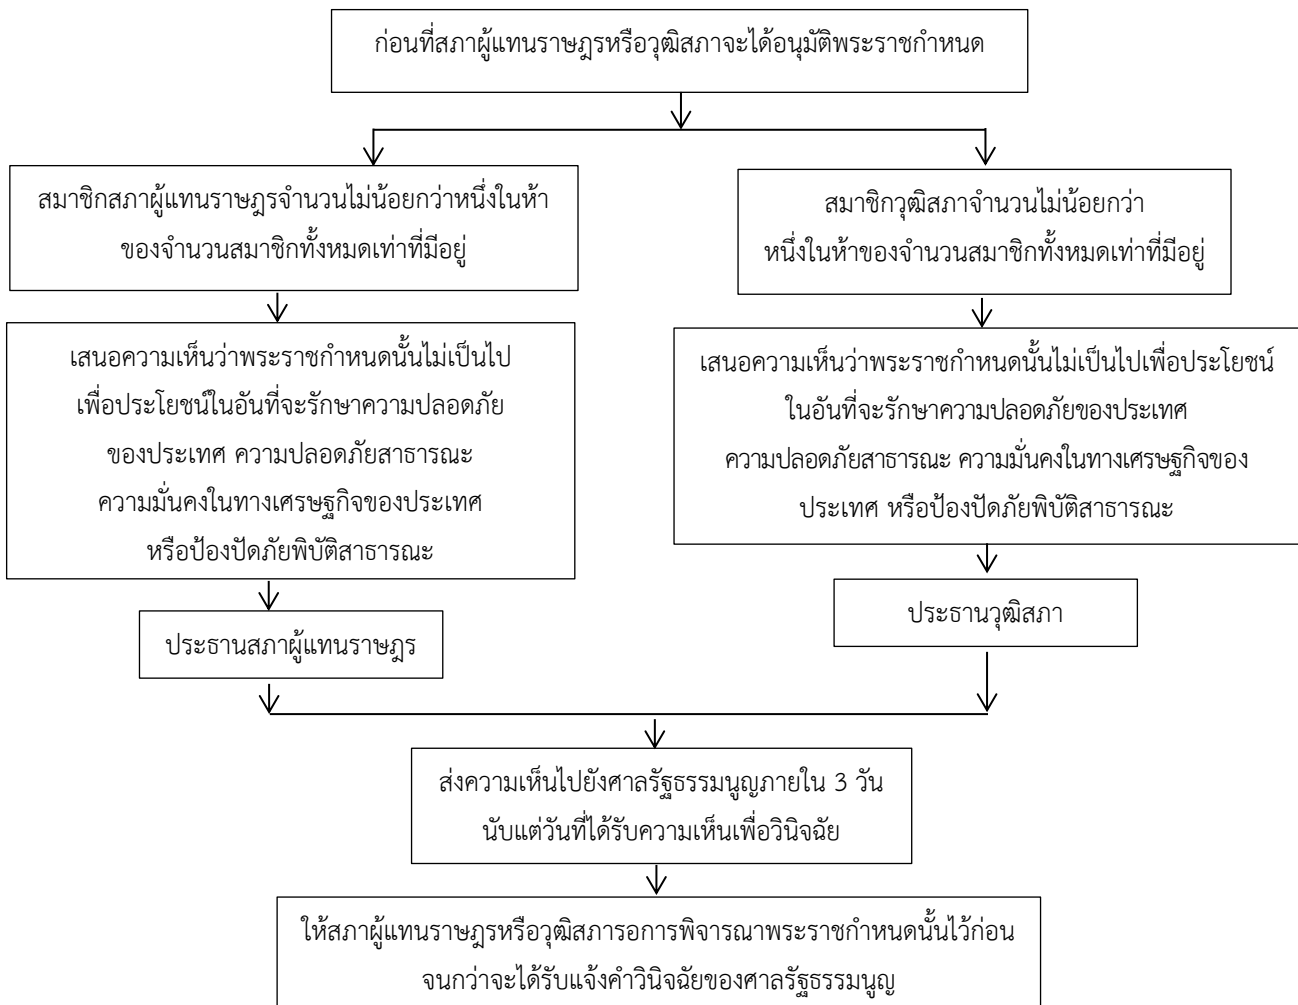 ก่อนที่สภาผู้แทนราษฎรหรือวุฒิสภาจะได้อนุมัติพระราชกำหนด
สมาชิกสภาผู้แทนราษฎรจำนวนไม่น้อยกว่าหนึ่งในห้า
ของจำนวนสมาชิกทั้งหมดเท่าที่มีอยู่
สมาชิกวุฒิสภาจำนวนไม่น้อยกว่า
หนึ่งในห้าของจำนวนสมาชิกทั้งหมดเท่าที่มีอยู่
เสนอความเห็นว่าพระราชกำหนดนั้นไม่เป็นไป
เพื่อประโยชน์ในอันที่จะรักษาความปลอดภัย
ของประเทศ ความปลอดภัยสาธารณะ
ความมั่นคงในทางเศรษฐกิจของประเทศ
หรือป้องปัดภัยพิบัติสาธารณะ
เสนอความเห็นว่าพระราชกำหนดนั้นไม่เป็นไปเพื่อประโยชน์
ในอันที่จะรักษาความปลอดภัยของประเทศ
ความปลอดภัยสาธารณะ ความมั่นคงในทางเศรษฐกิจของ
ประเทศ หรือป้องปัดภัยพิบัติสาธารณะ
ประธานสภาผู้แทนราษฎร
ประธานวุฒิสภา
ส่งความเห็นไปยังศาลรัฐธรรมนูญภายใน 3 วัน
นับแต่วันที่ได้รับความเห็นเพื่อวินิจฉัย
ให้สภาผู้แทนราษฎรหรือวุฒิสภารอการพิจารณาพระราชกำหนดนั้นไว้ก่อน
จนกว่าจะได้รับแจ้งคำวินิจฉัยของศาลรัฐธรรมนูญ